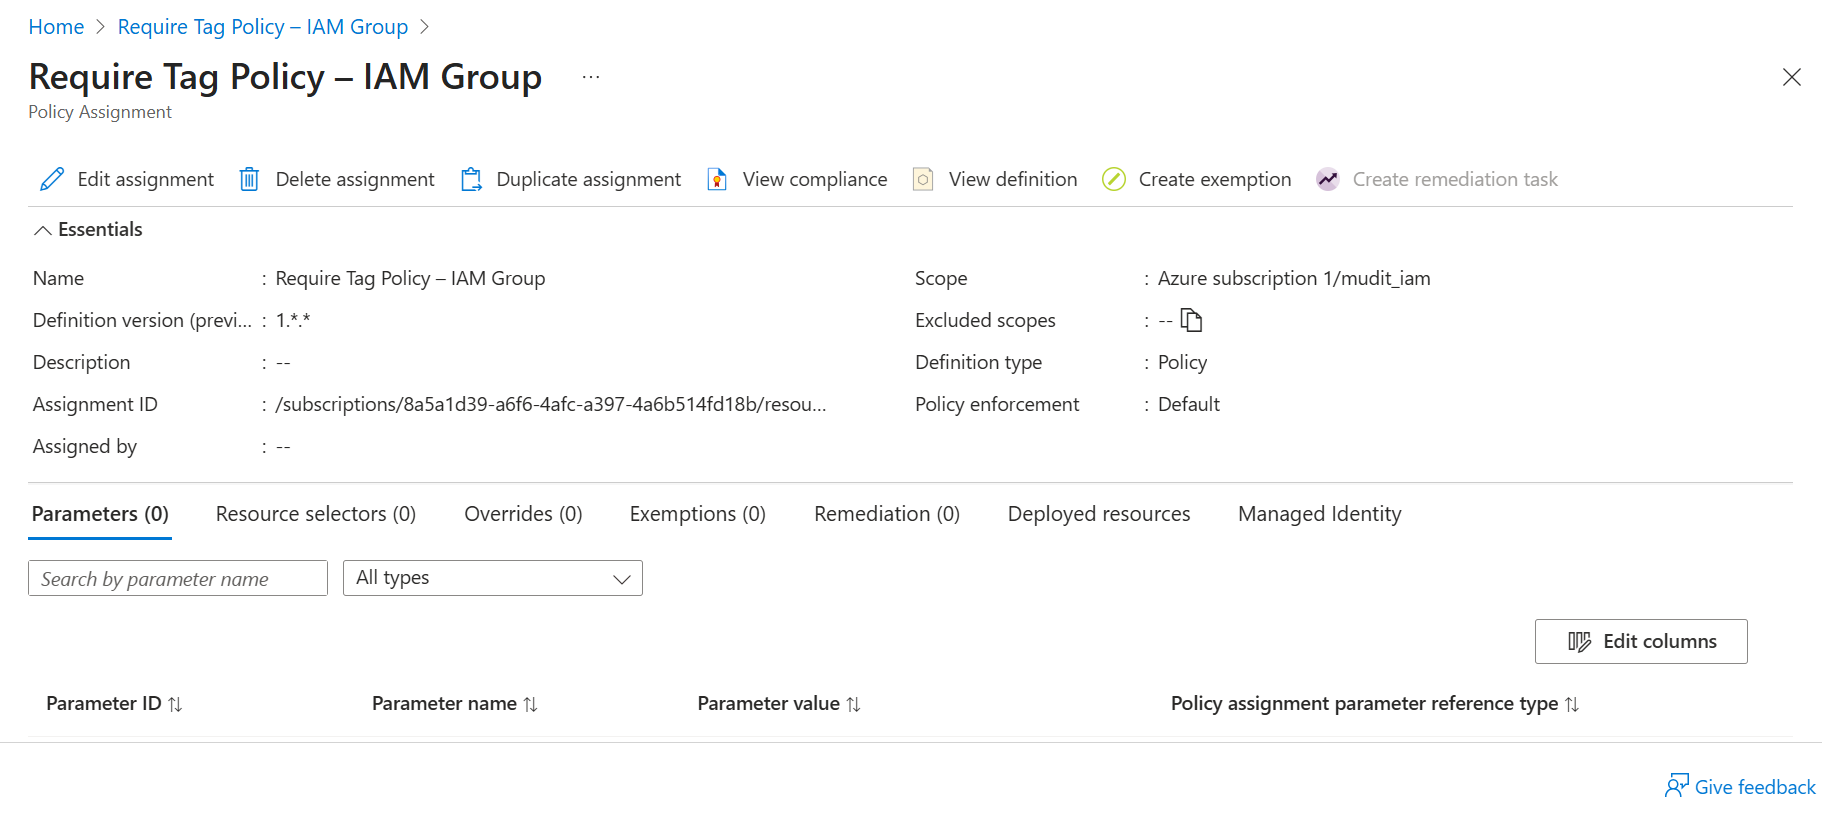 Home > Require Tag Policy – IAM Group >
Require Tag Policy – IAM Group ...
Policy Assignment
Edit assignment Delete assignment Duplicate assignment View compliance View definition Create exemption Create remediation task
Essentials
Name : Require Tag Policy – IAM Group Scope : Azure subscription 1/mudit_iam
Definition version (previ... : 1.*.* Excluded scopes : --
Description : -- Definition type : Policy
Assignment ID : /subscriptions/8a5a1d39-a6f6-4afc-a397-4a6b514fd18b/resou... Policy enforcement : Default
Assigned by : --
Parameters (0) Resource selectors (0) Overrides (0) Exemptions (0) Remediation (0) Deployed resources Managed Identity
Search by parameter name All types
Edit columns
Parameter ID Parameter name Parameter value Policy assignment parameter reference type
Give feedback